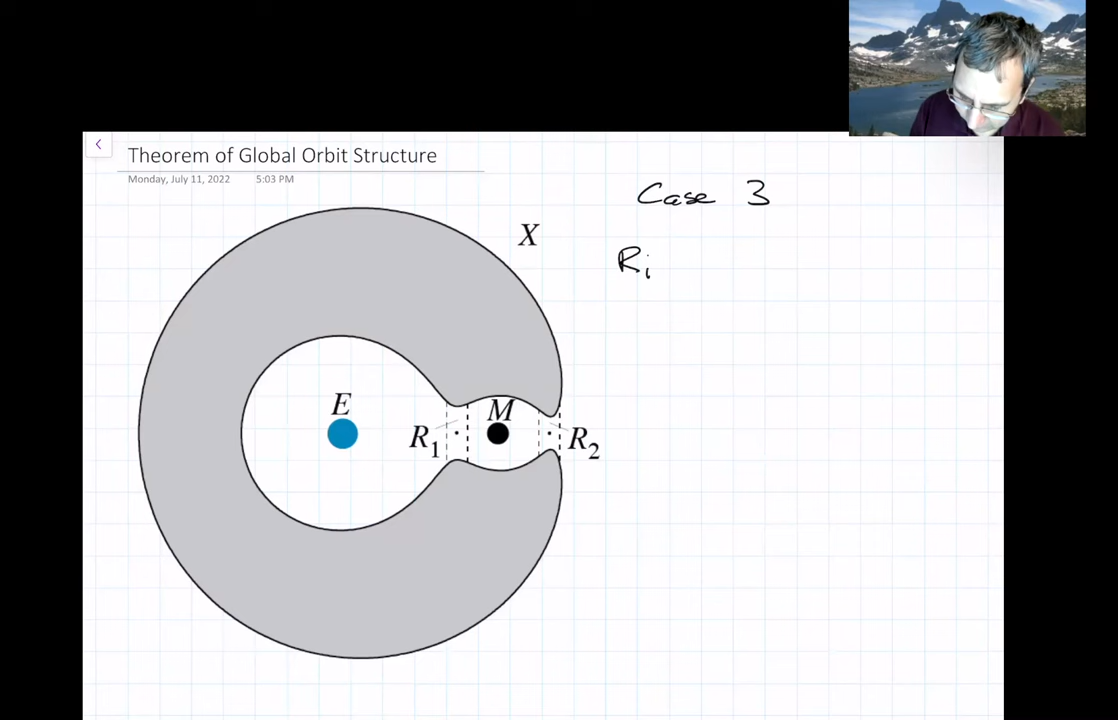 Theorem of Global Orbit Structure
Monday, July 11, 2022 5:03 PM
Case 3
X
Ri
E
M
R1
R2